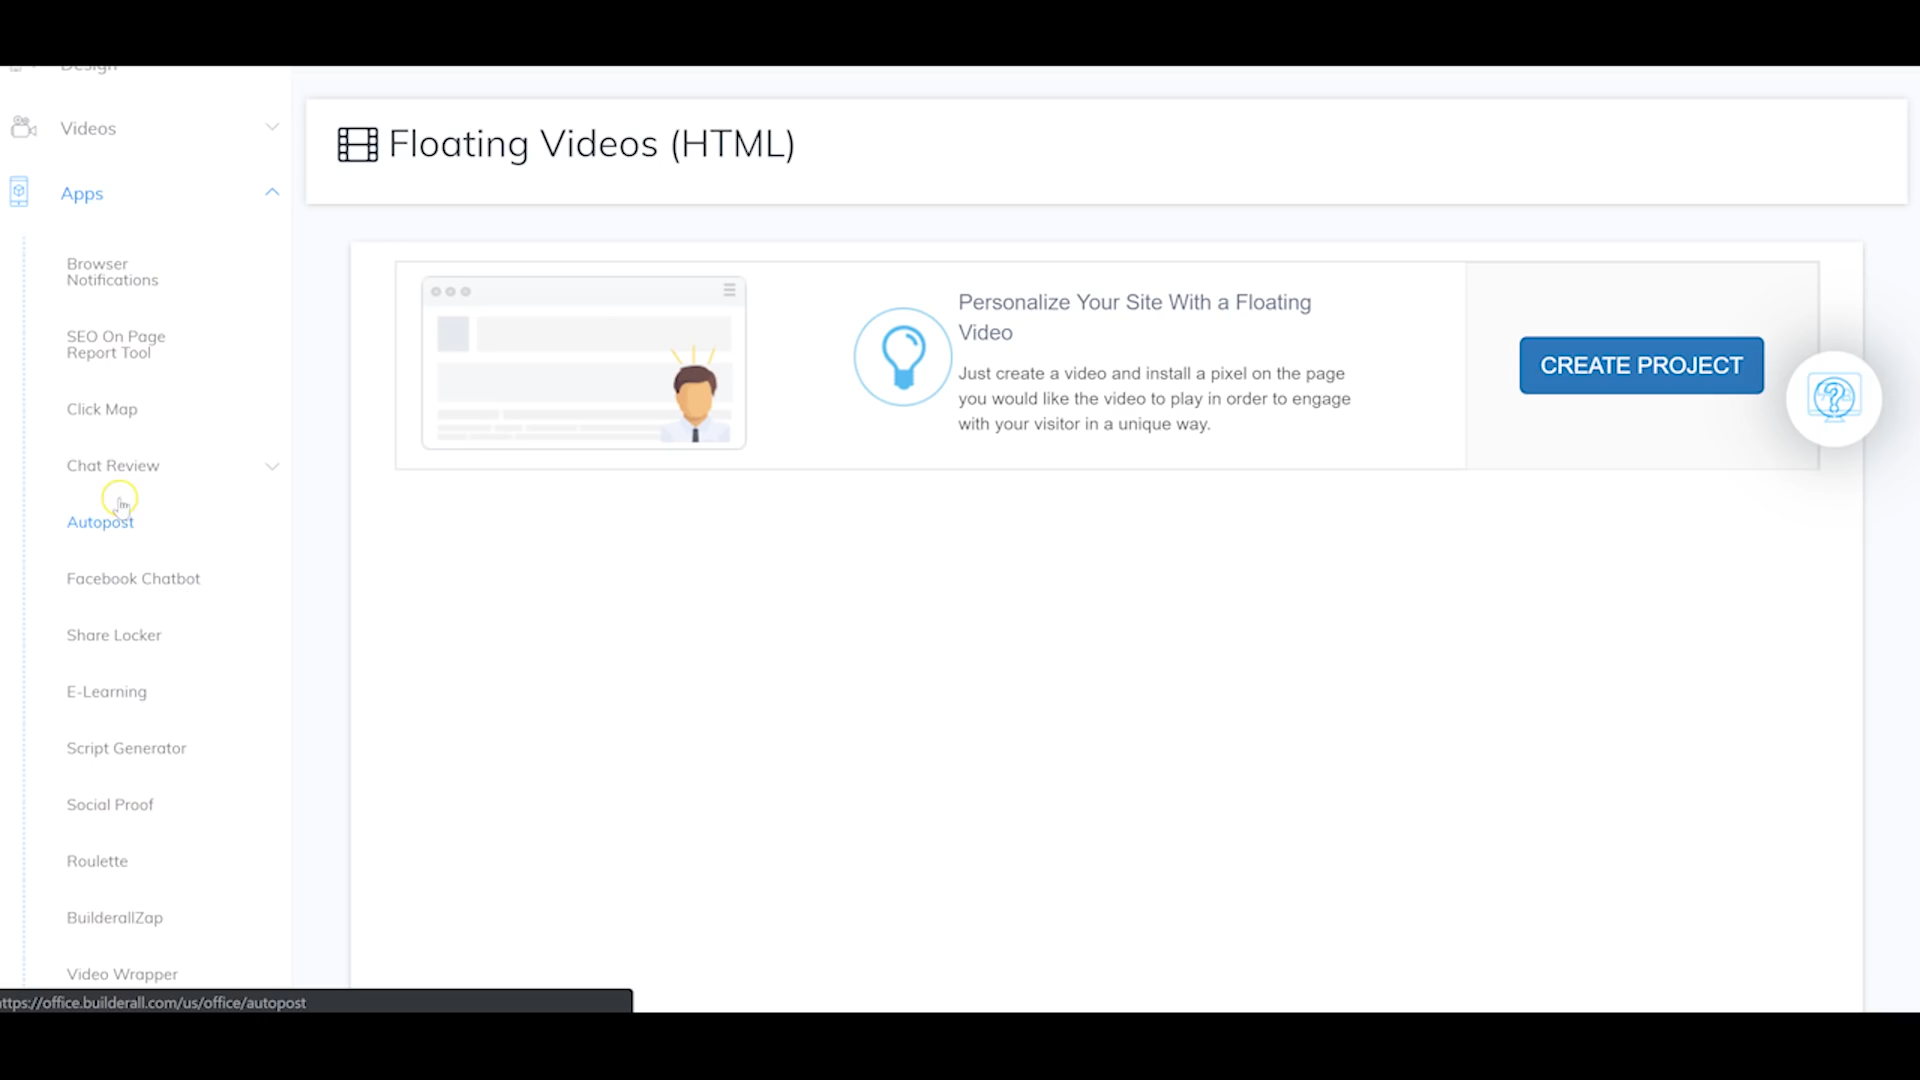 Design
Videos
Apps
Browser
Notifications
SEO On Page
Report Tool
Click Map
Chat Review
Autopost
Facebook Chatbot
Share Locker
E-Learning
Script Generator
Social Proof
Roulette
BuilderallZap
Video Wrapper
ttps://office.builderall.com/us/office/autopost
Floating Videos (HTML)
Personalize Your Site With a Floating
Video
Just create a video and install a pixel on the page
you would like the video to play in order to engage
with your visitor in a unique way.
CREATE PROJECT
?